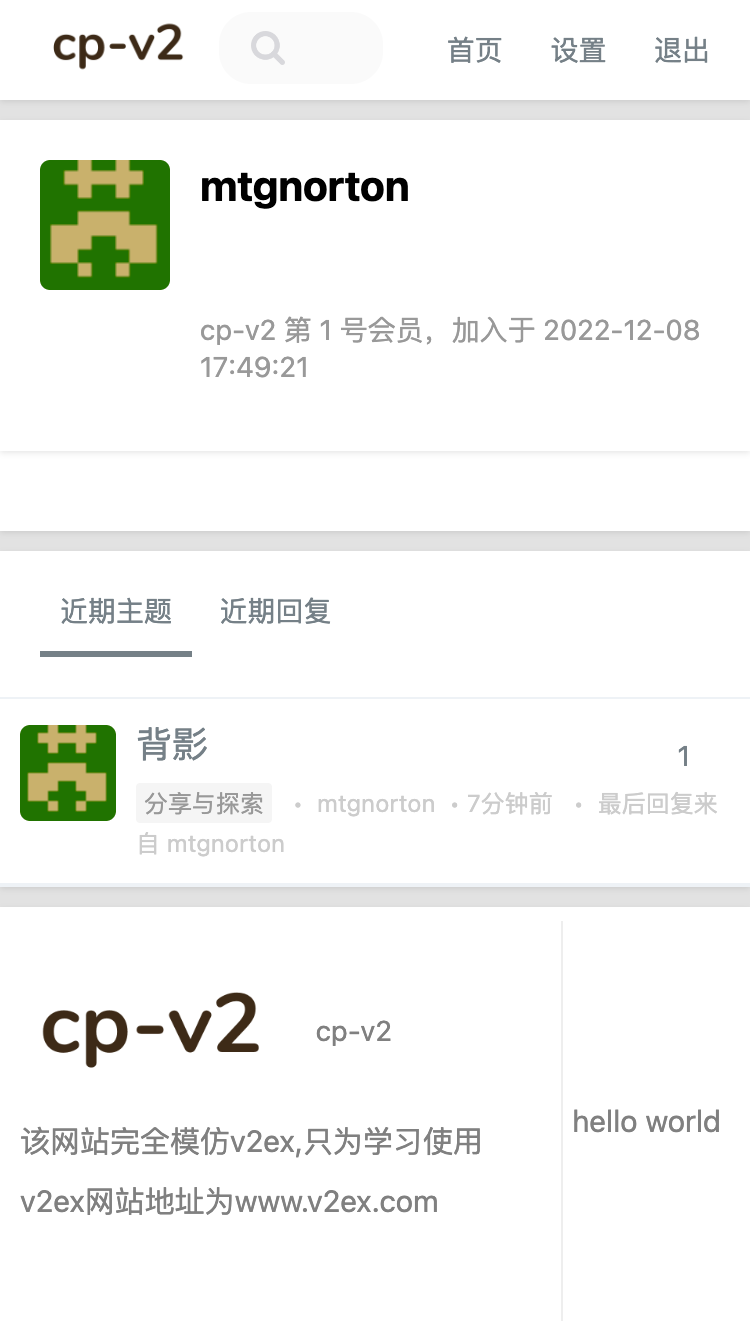 cp-v2 首页 设置 退出
mtgnorton
cp-v2 第 1 号会员，加入于 2022-12-08
17:49:21
近期主题 近期回复
背影
1
分享与探索 • mtgnorton • 7分钟前 • 最后回复来
自 mtgnorton
cp-v2 cp-v2
该网站完全模仿v2ex,只为学习使用
v2ex网站地址为www.v2ex.com
hello world